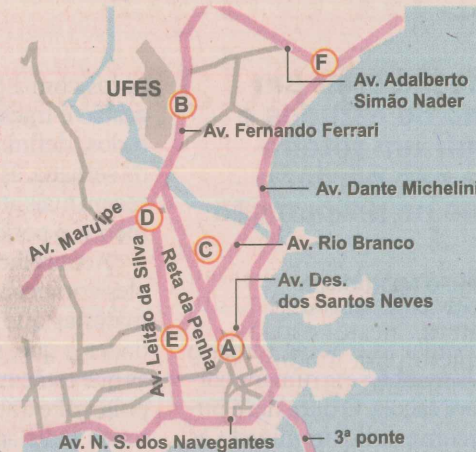 F
UFES
Av. Adalberto
Simão Nader
B
Av. Fernando Ferrari
Av. Dante Michelini
D
Av. Maruípe
C
Av. Rio Branco
Av. Leitão da Silva
Reta da Penha
Av. Des.
dos Santos Neves
E
A
Av. N. S. dos Navegantes
3ª ponte